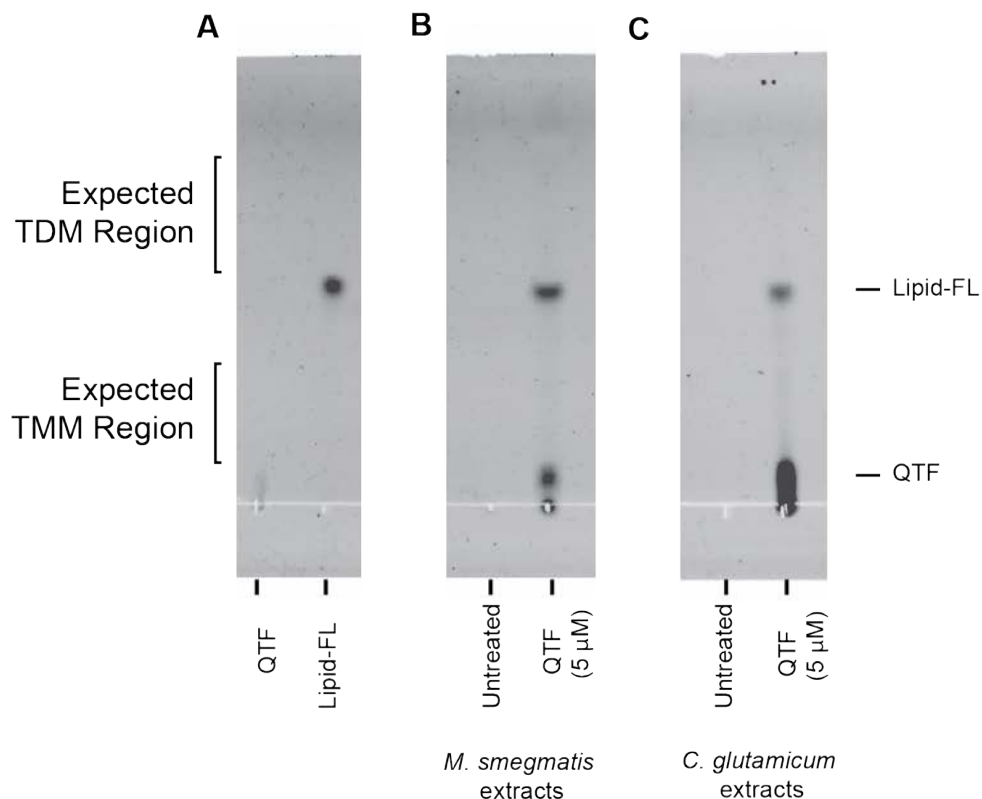 A
B
C
Expected
TDM Region
Expected
TMM Region
Lipid-FL
QTF
QTF
Lipid-FL
Untreated
QTF
(5 µM)
Untreated
QTF
(5 µM)
M. smegmatis
extracts
C. glutamicum
extracts